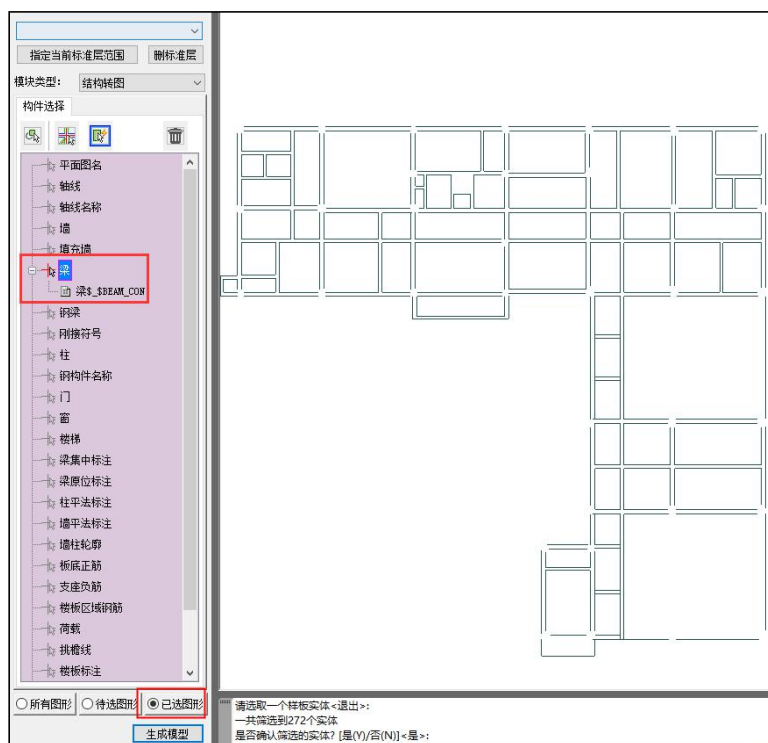 指定当前标准层范围 删标准层
模块类型: 结构转图
构件选择
平面图名
轴线
轴线名称
墙
填充墙
梁
梁$_$BEAM_CON
钢梁
刚接符号
柱
钢构件名称
门
窗
楼梯
梁集中标注
梁原位标注
柱平法标注
墙平法标注
墙柱轮廓
板底正筋
支座负筋
楼板区域钢筋
荷载
挑檐线
楼板标注
所有图形 待选图形 已选图形
生成模型
请选取一个样板实体<退出>:
一共筛选到272个实体
是否确认筛选的实体? [是(Y)/否(N)]<是>: